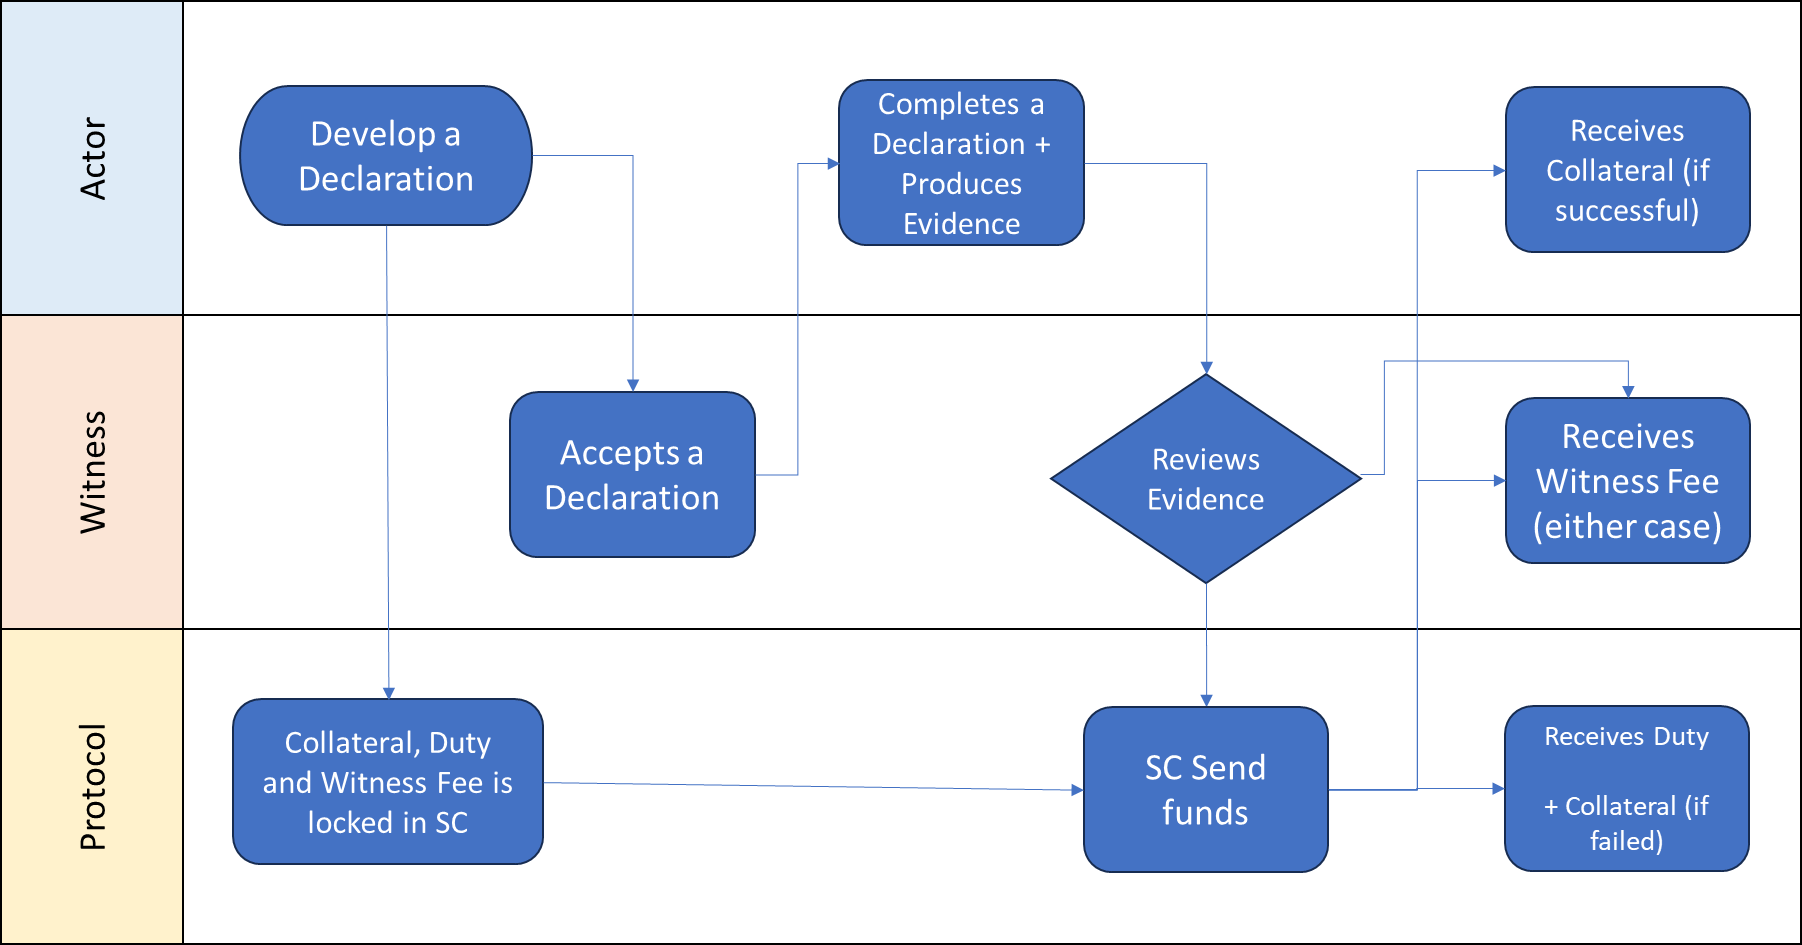 Actor
Develop a
Declaration
Completes a
Declaration +
Produces
Evidence
Receives
Collateral (if
successful)
Witness
Accepts a
Declaration
Reviews
Evidence
Receives
Witness Fee
(either case)
Protocol
Collateral, Duty
and Witness Fee is
locked in SC
SC Send
funds
Receives Duty
+ Collateral (if
failed)